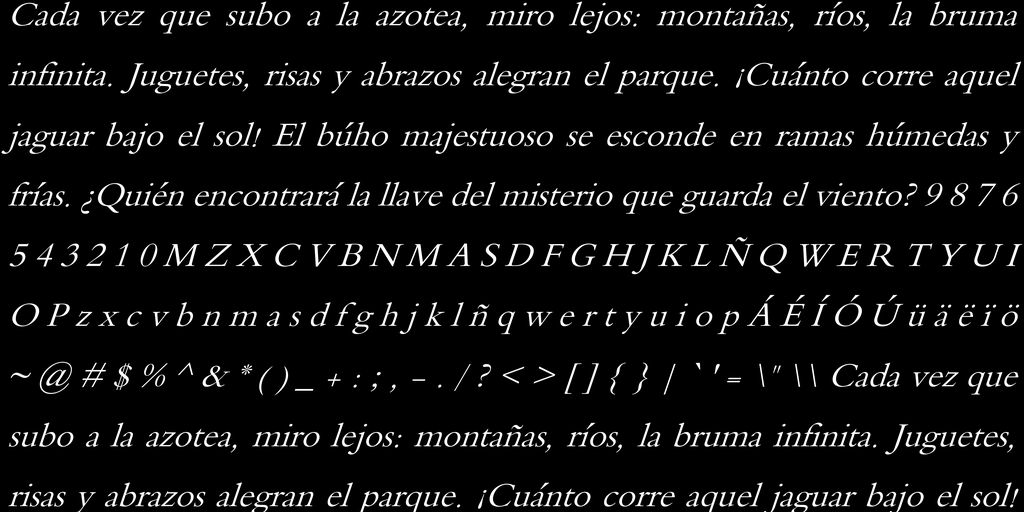 Cada vez que subo a la azotea, miro lejos: montañas, ríos, la bruma
infinita. Juguetes, risas y abrazos alegran el parque. ¡Cuánto corre aquel
jaguar bajo el sol! El búho majestuoso se esconde en ramas húmedas y
frías. ¿Quién encontrará la llave del misterio que guarda el viento? 9 8 7 6
5 4 3 2 1 0 M Z X C V B N M A S D F G H J K L Ñ Q W E R T Y U I
O P z x c v b n m a s d f g h j k l ñ q w e r t y u i o p Á É Í Ó Ú ü ä ë ï ö
~ @ # $ % ^ & * ( ) _ + : ; , – . / ? < > [ ] { } | ` ' = \" \\ Cada vez que
subo a la azotea, miro lejos: montañas, ríos, la bruma infinita. Juguetes,
risas y abrazos alegran el parque. ¡Cuánto corre aquel jaguar bajo el sol!